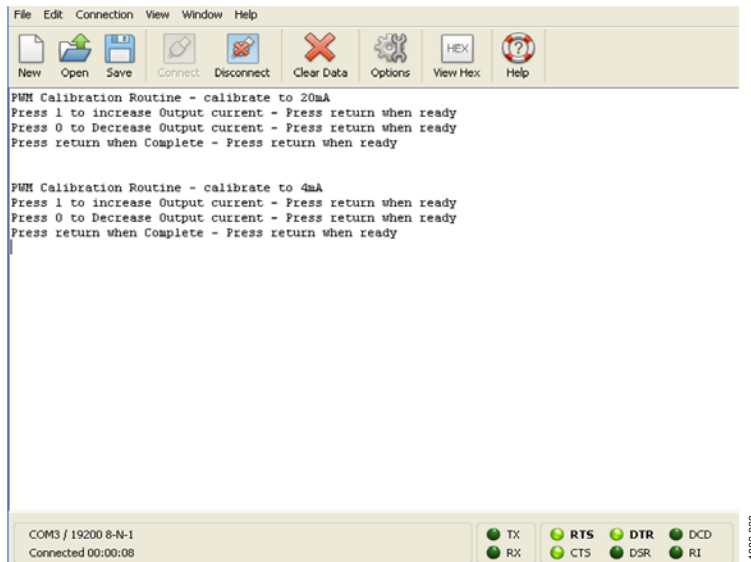 File Edit Connection View Window Help
New Open Save Connect Disconnect Clear Data Options HEX View Hex Help
PWM Calibration Routine - calibrate to 20mA
Press 1 to increase Output current - Press return when ready
Press 0 to Decrease Output current - Press return when ready
Press return when Complete - Press return when ready
PWM Calibration Routine - calibrate to 4mA
Press 1 to increase Output current - Press return when ready
Press 0 to Decrease Output current - Press return when ready
Press return when Complete - Press return when ready
COM3 / 19200 8-N-1
Connected 00:00:08
TX RTS DTR DCD
RX CTS DSR RI